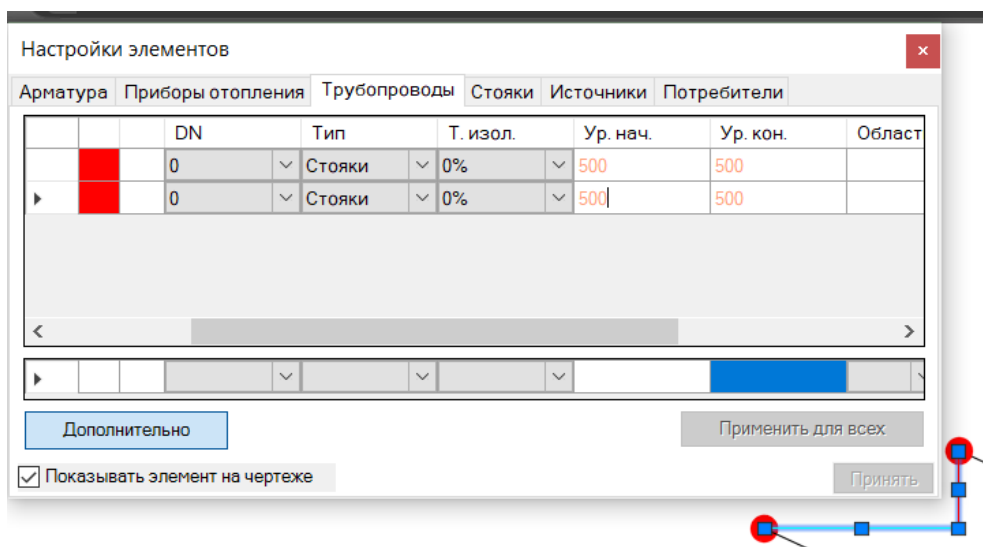 Настройки элементов
Арматура Приборы отопления Трубопроводы Стояки Источники Потребители
DN Тип Т. изол. Ур. нач. Ур. кон. Област
0 Стояки 0% 500 500
0 Стояки 0% 500 500
Дополнительно Применить для всех
Показывать элемент на чертеже Принять